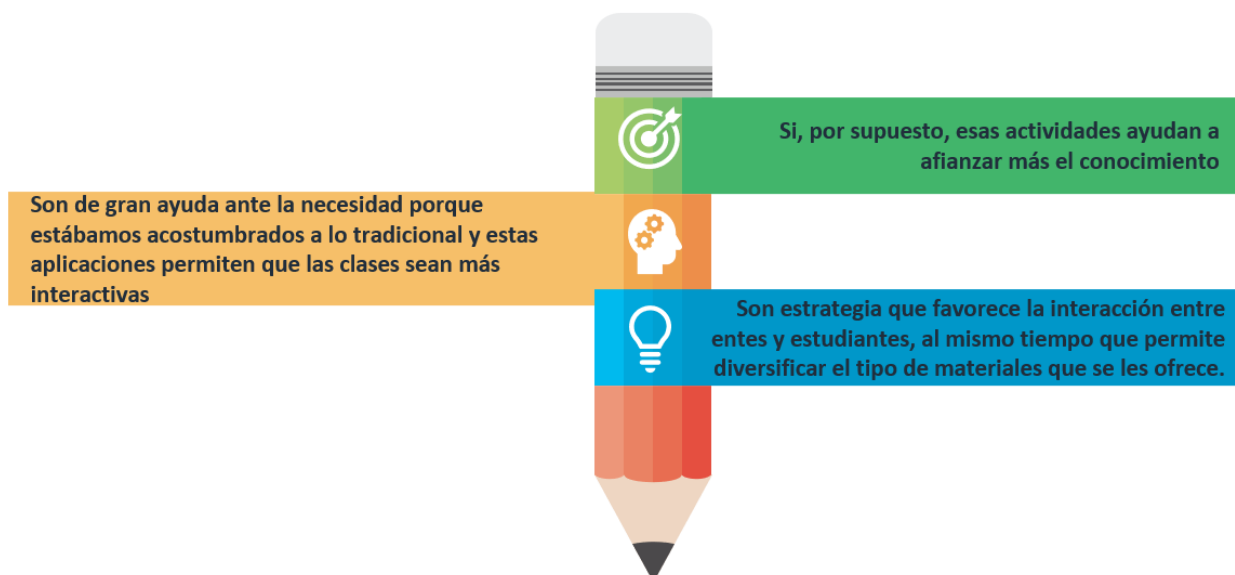 Si, por supuesto, esas actividades ayudan a
afianzar más el conocimiento
Son de gran ayuda ante la necesidad porque
estábamos acostumbrados a lo tradicional y estas
aplicaciones permiten que las clases sean más
interactivas
Son estrategia que favorece la interacción entre
entes y estudiantes, al mismo tiempo que permite
diversificar el tipo de materiales que se les ofrece.